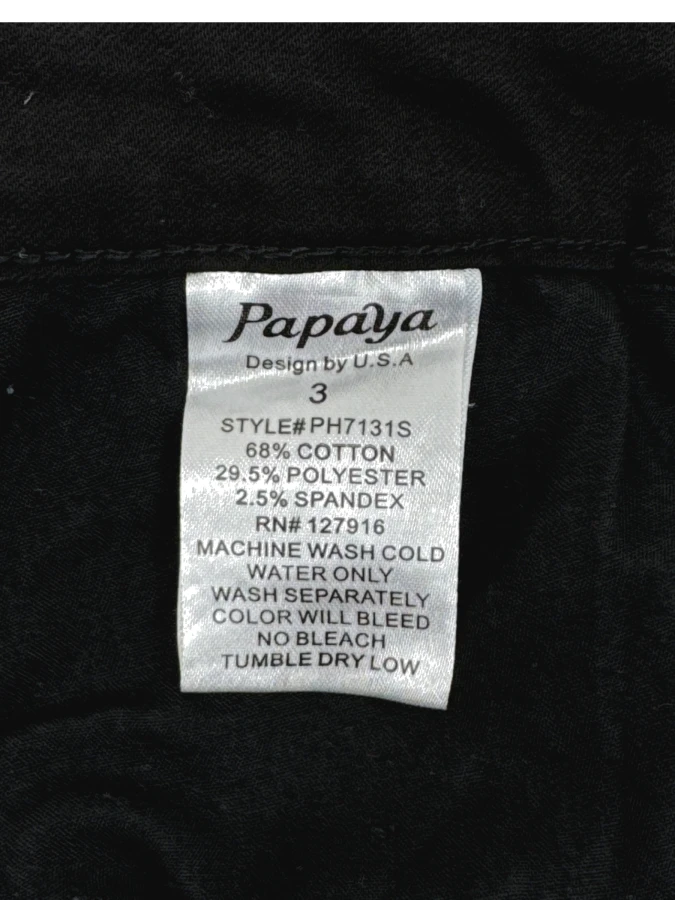 Papaya
Design by U.S.A
3
STYLE# PH7131S
68% COTTON
29.5% POLYESTER
2.5% SPANDEX
RN# 127916
MACHINE WASH COLD
WATER ONLY
WASH SEPARATELY
COLOR WILL BLEED
NO BLEACH
TUMBLE DRY LOW